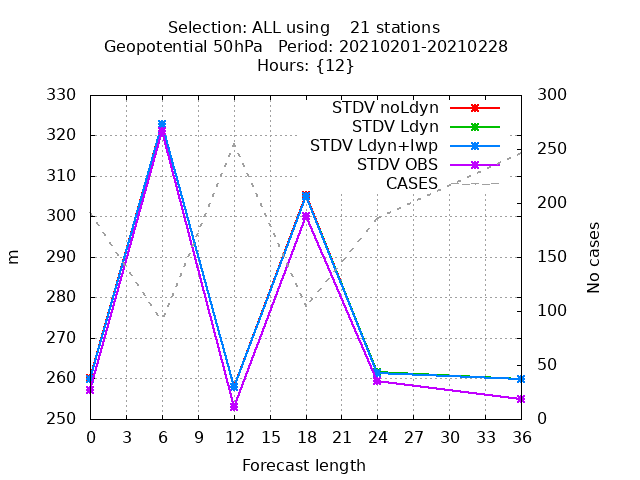 Selection: ALL using    21 stations
Geopotential 50hPa   Period: 20210201-20210228
Hours: {12}
330 300
STDV noLdyn
STDV Ldyn
320 250
STDV Ldyn+lwp
STDV OBS
310 CASES
300 200
290 150
m
No cases
280
270 100
260 50
250 0
0 3 6 9 12 15 18 21 24 27 30 33 36
Forecast length